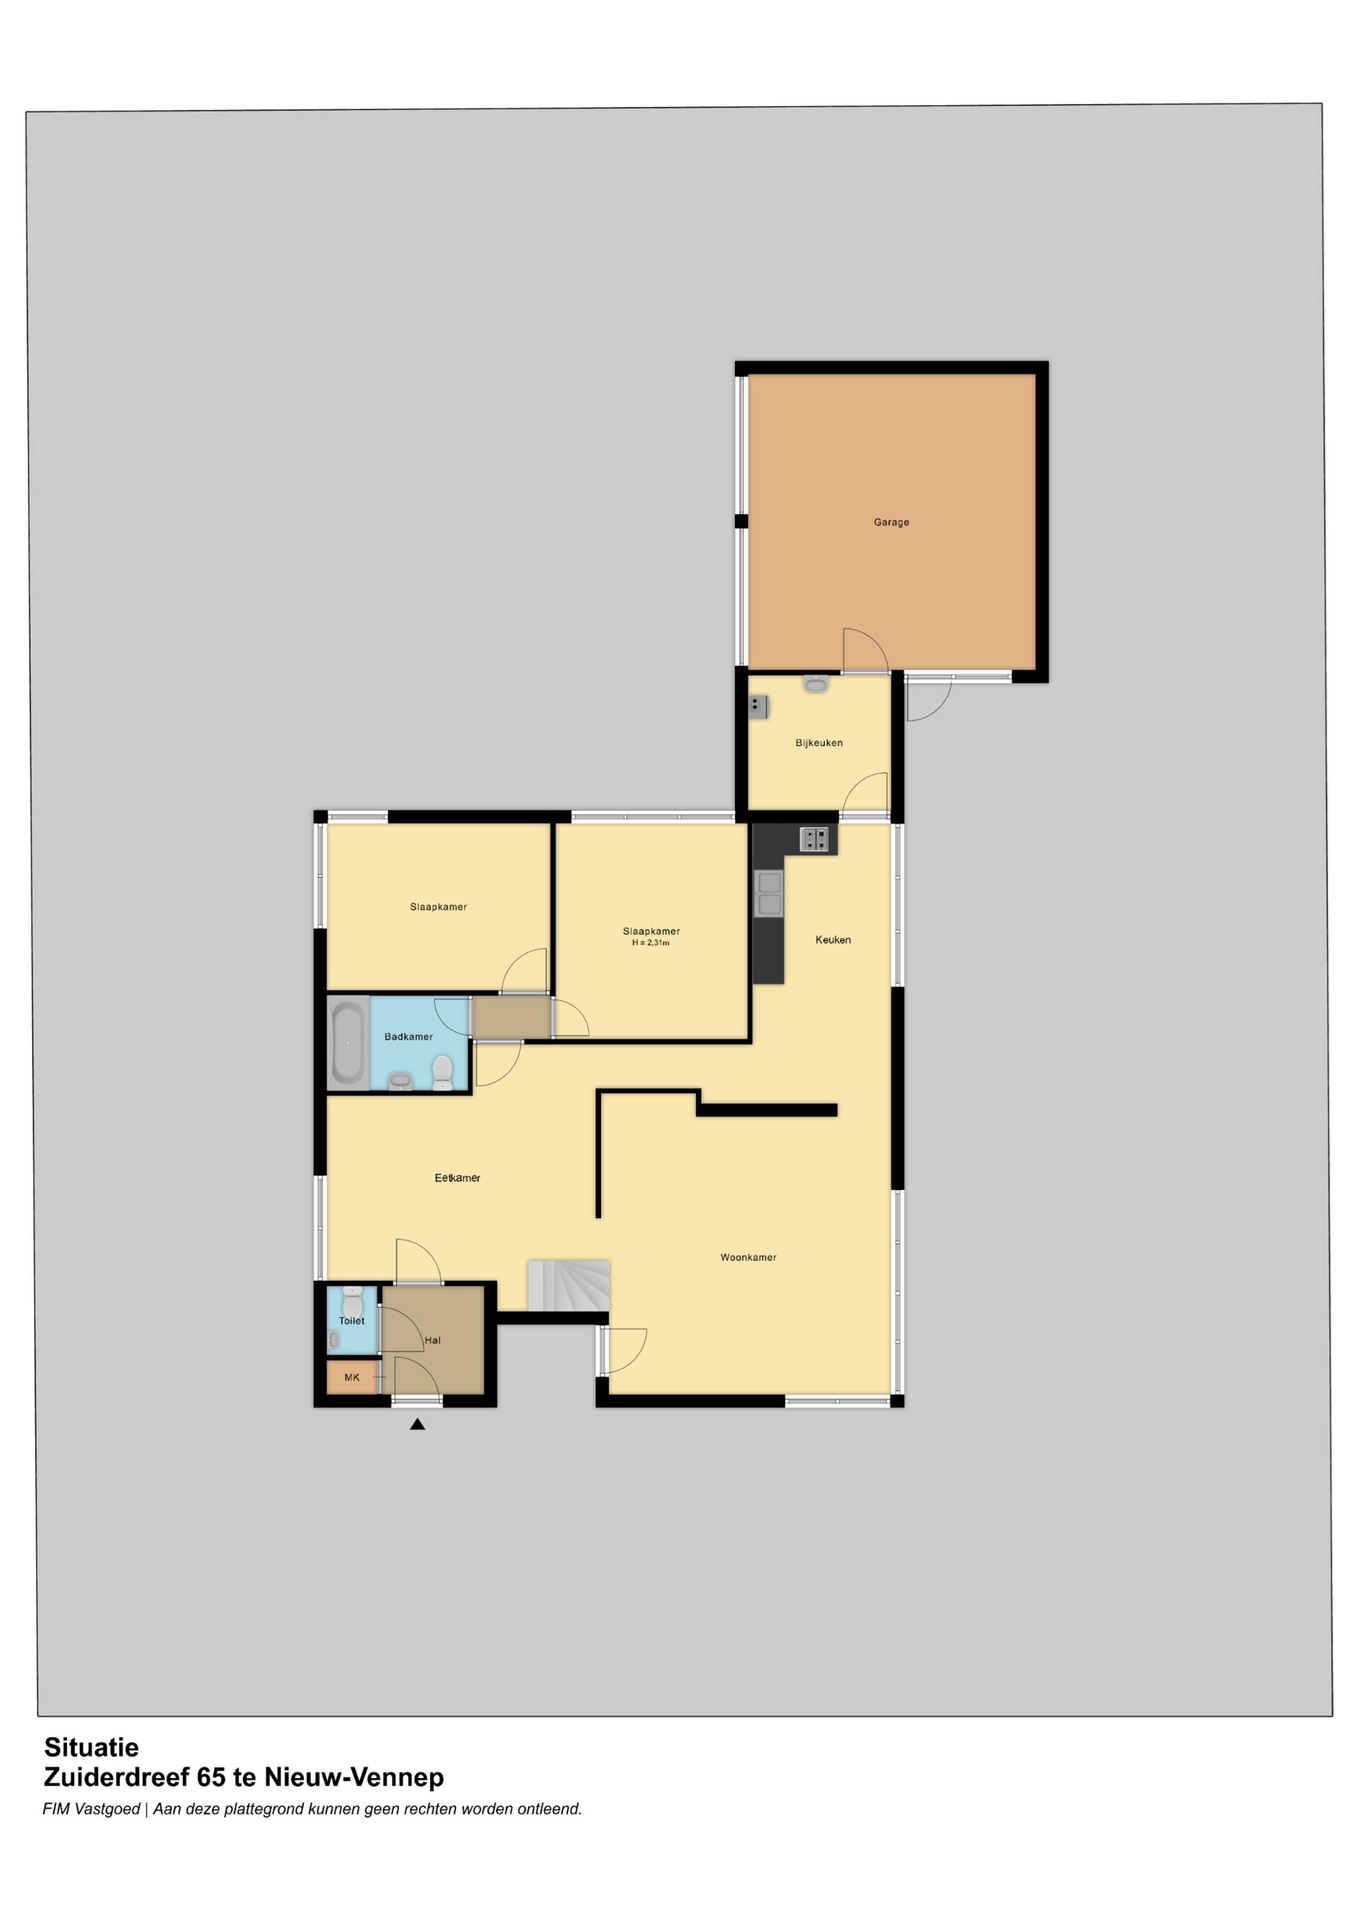 Garage
Bijkeuken
Slaapkamer
Slaapkamer
H = 2,31m
Keuken
Badkamer
Eetkamer
Woonkamer
Toilet
Hal
MK
Situatie
Zuiderdreef 65 te Nieuw-Vennep
FIM Vastgoed | Aan deze plattegrond kunnen geen rechten worden ontleend.